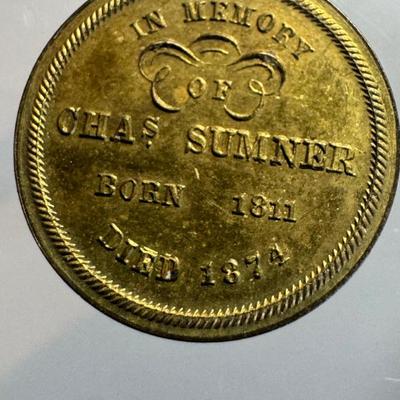 IN MEMORY
OF
CHAS SUMNER
BORN 1811
DIED 1874